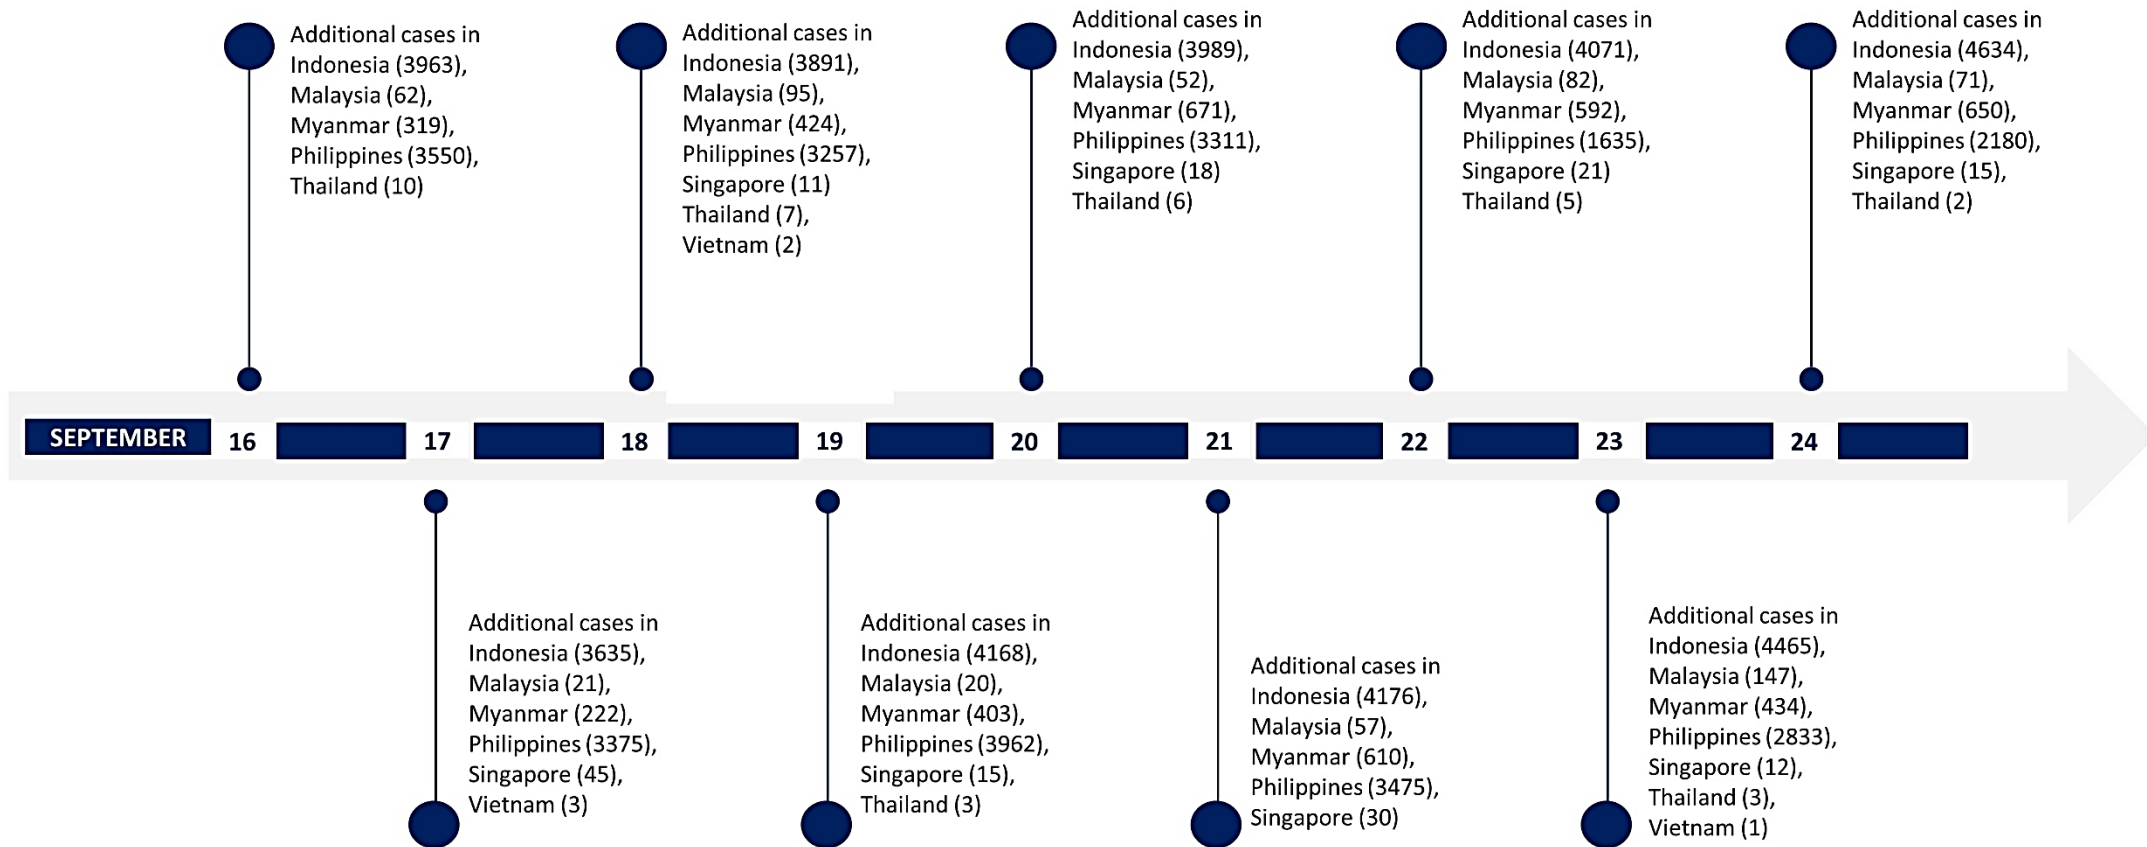 Additional cases in
Indonesia (3963),
Malaysia (62),
Myanmar (319),
Philippines (3550),
Thailand (10)
Additional cases in
Indonesia (3891),
Malaysia (95),
Myanmar (424),
Philippines (3257),
Singapore (11)
Thailand (7),
Vietnam (2)
Additional cases in
Indonesia (3989),
Malaysia (52),
Myanmar (671),
Philippines (3311),
Singapore (18)
Thailand (6)
Additional cases in
Indonesia (4071),
Malaysia (82),
Myanmar (592),
Philippines (1635),
Singapore (21)
Thailand (5)
Additional cases in
Indonesia (4634),
Malaysia (71),
Myanmar (650),
Philippines (2180),
Singapore (15),
Thailand (2)
SEPTEMBER 16 17 18 19 20 21 22 23 24
Additional cases in
Indonesia (3635),
Malaysia (21),
Myanmar (222),
Philippines (3375),
Singapore (45),
Vietnam (3)
Additional cases in
Indonesia (4168),
Malaysia (20),
Myanmar (403),
Philippines (3962),
Singapore (15),
Thailand (3)
Additional cases in
Indonesia (4176),
Malaysia (57),
Myanmar (610),
Philippines (3475),
Singapore (30)
Additional cases in
Indonesia (4465),
Malaysia (147),
Myanmar (434),
Philippines (2833),
Singapore (12),
Thailand (3),
Vietnam (1)